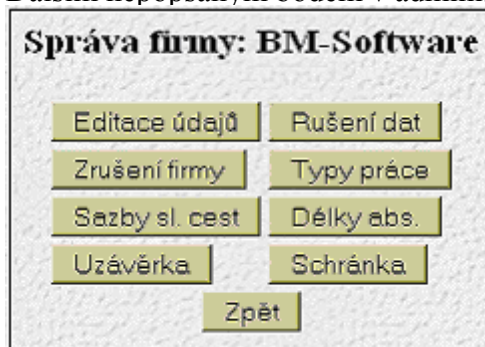 Správa firmy: BM-Software
Editace údajů Rušení dat
Zrušení firmy Typy práce
Sazby sl. cest Délky abs.
Uzávěrka Schránka
Zpět